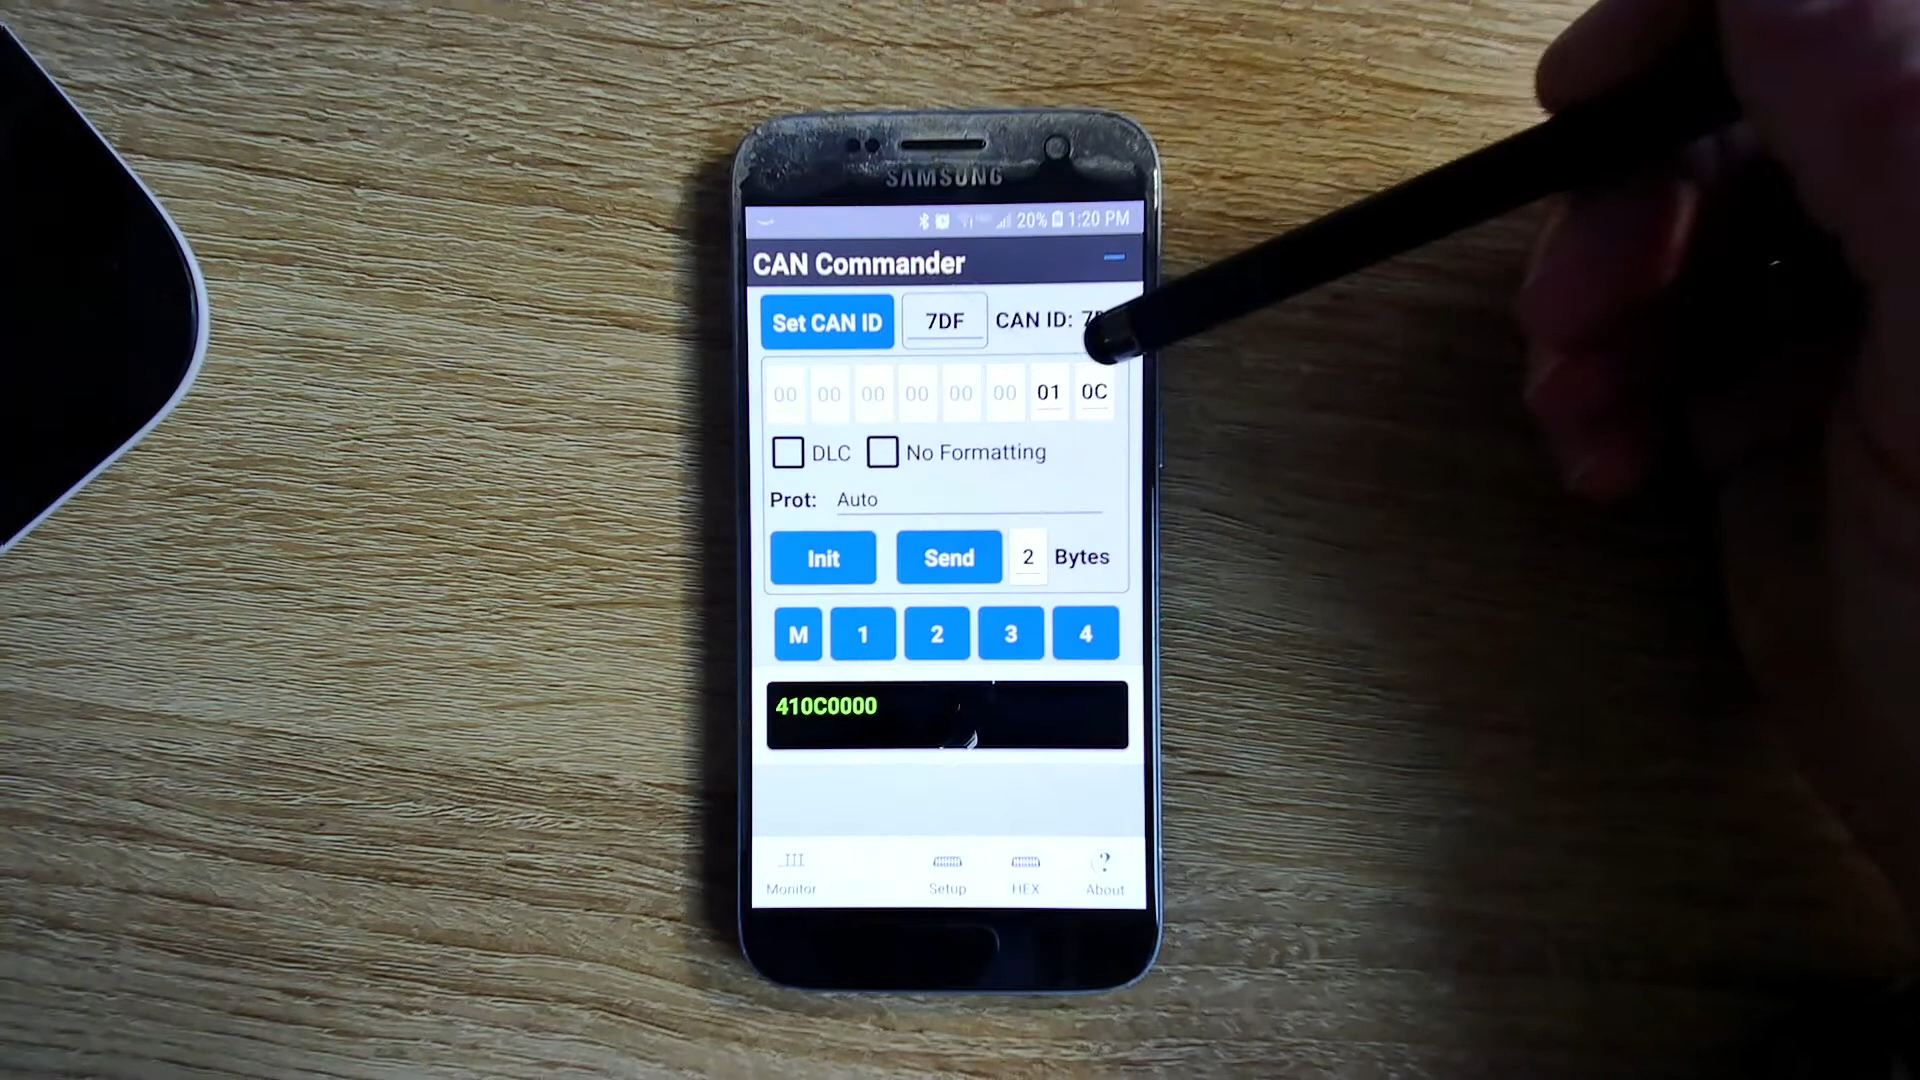 SAMSUNG
20% 1:20 PM
CAN Commander
Set CAN ID 7DF CAN ID:
00 00 00 00 00 00 01 0C
DLC No Formatting
Prot: Auto
Init Send 2 Bytes
M 1 2 3 4
410C0000
Monitor Setup HEX About